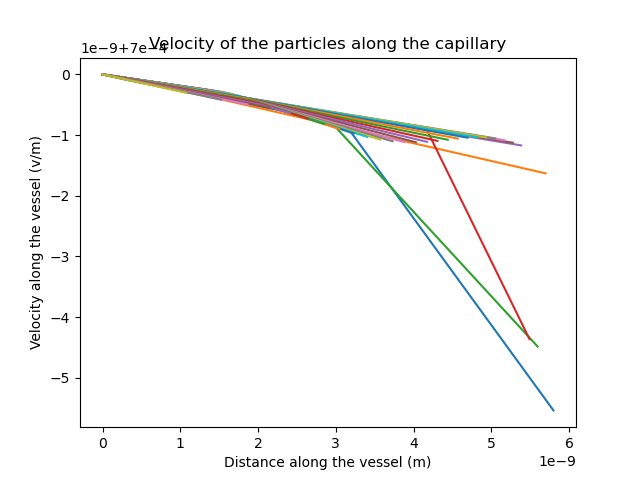 Velocity of the particles along the capillary
1e−9+7e−4
0
−1
−2
−3
−4
−5
Velocity along the vessel (v/m)
0 1 2 3 4 5 6
1e−9
Distance along the vessel (m)